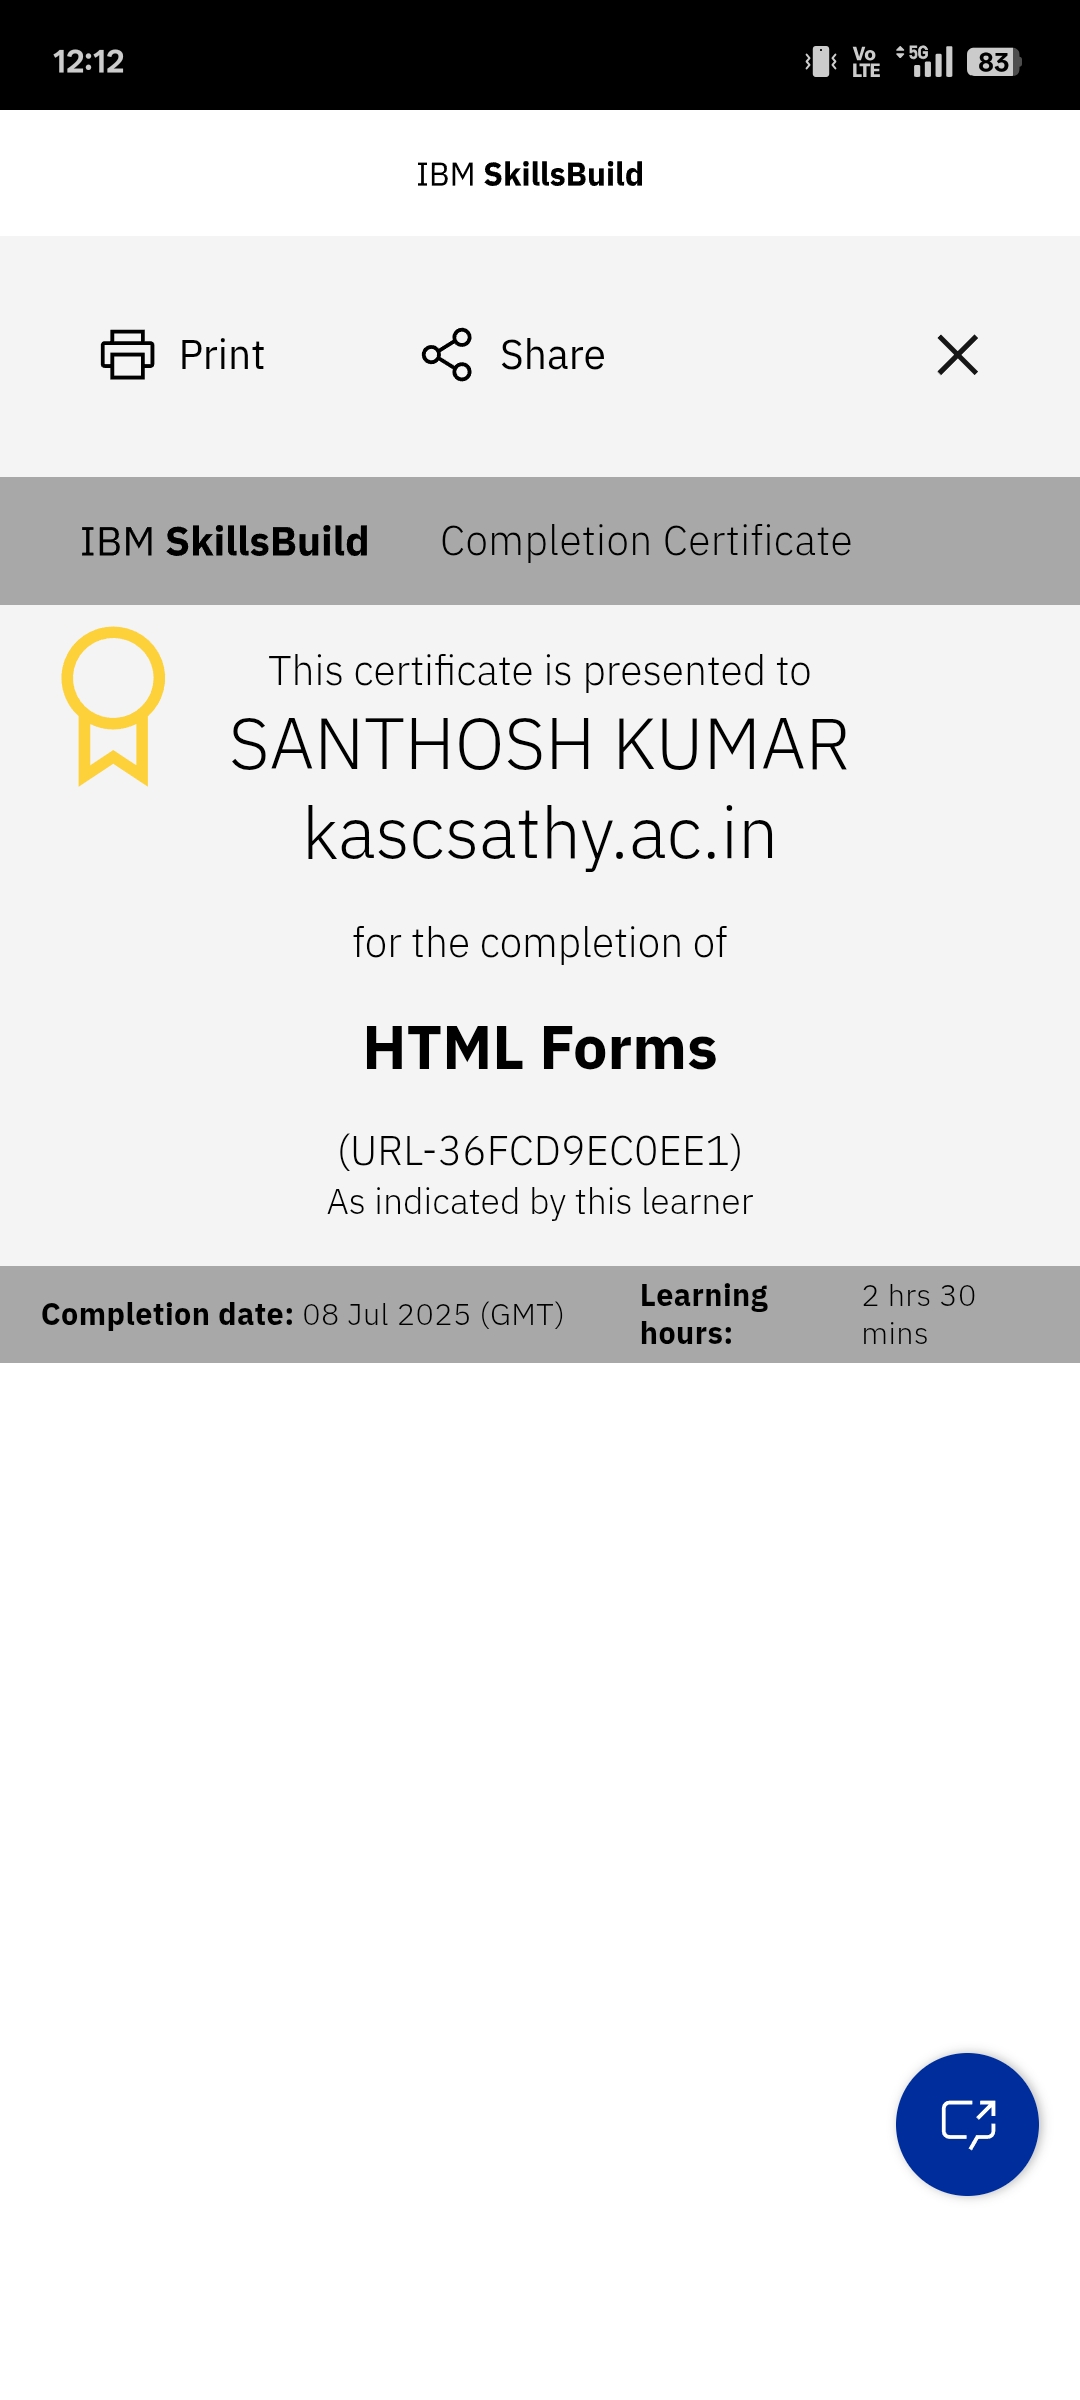 12:12
Vo LTE 5G 83
IBM SkillsBuild
Print Share
IBM SkillsBuild Completion Certificate
This certificate is presented to
SANTHOSH KUMAR
kascsathy.ac.in
for the completion of
HTML Forms
(URL-36FCD9EC0EE1)
As indicated by this learner
Completion date: 08 Jul 2025 (GMT)
Learning hours:
2 hrs 30 mins